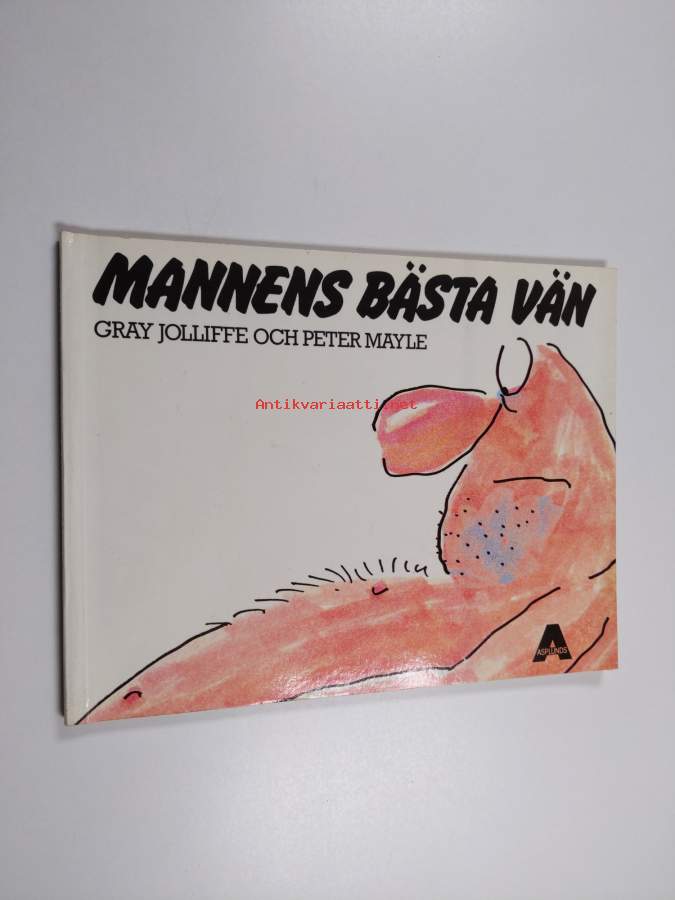 MANNENS BÄSTA VÄN
GRAY JOLLIFFE OCH PETER MAYLE
Antikvariaatti.net
A
ASPLUNDS